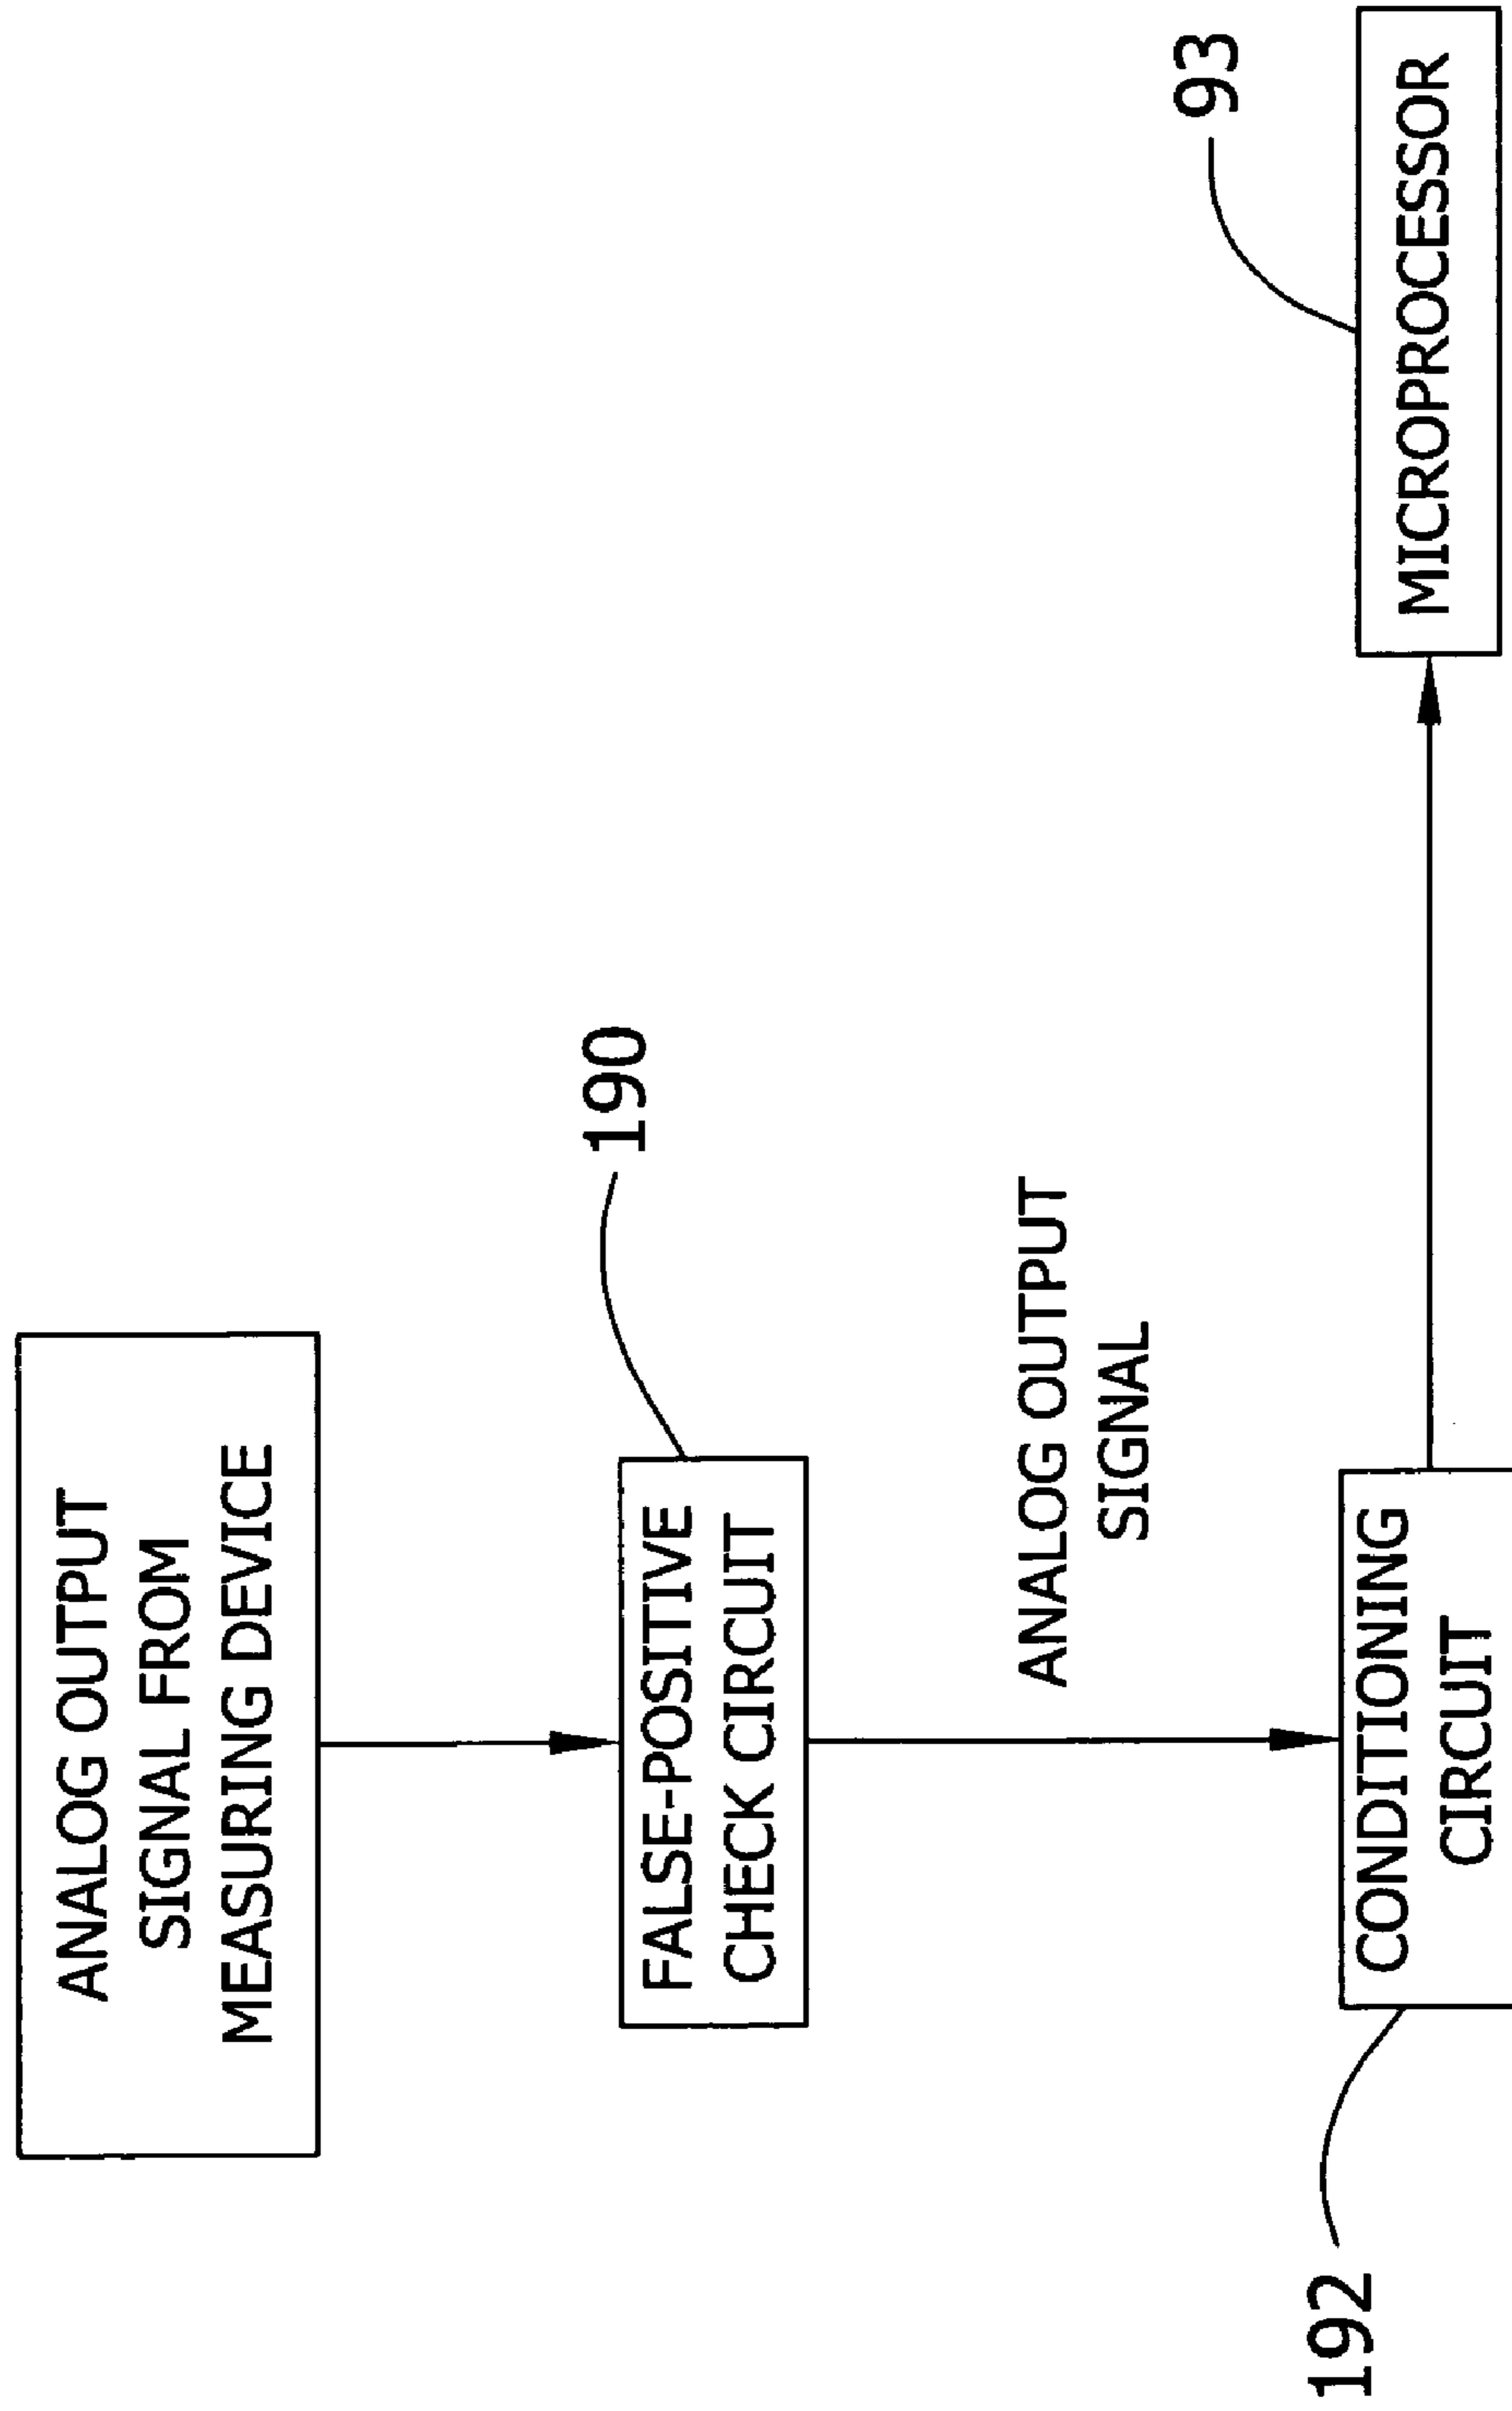 ANALOG OUTPUT
SIGNAL FROM
MEASURING DEVICE
190
FALSE-POSITIVE
CHECK CIRCUIT
ANALOG OUTPUT
SIGNAL
192
CONDITIONING
CIRCUIT
93
MICROPROCESSOR